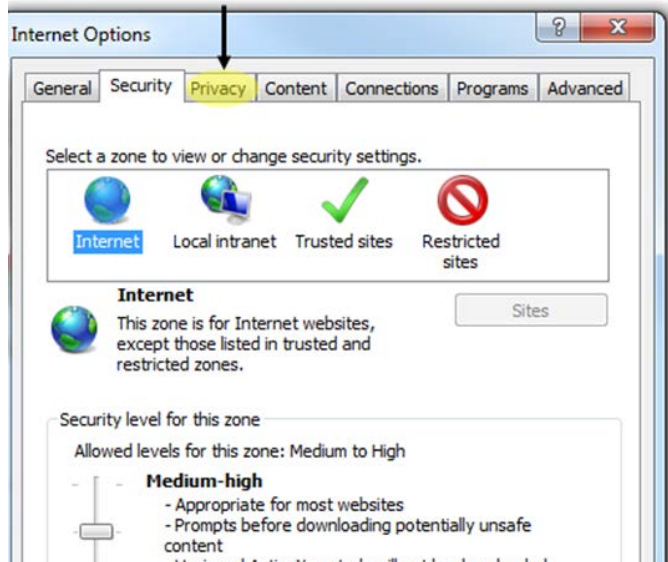 Internet Options
General Security Privacy Content Connections Programs Advanced
Select a zone to view or change security settings.
Internet Local intranet Trusted sites Restricted
sites
Internet
Sites
This zone is for Internet websites,
except those listed in trusted and
restricted zones.
Security level for this zone
Allowed levels for this zone: Medium to High
Medium-high
- Appropriate for most websites
- Prompts before downloading potentially unsafe
content